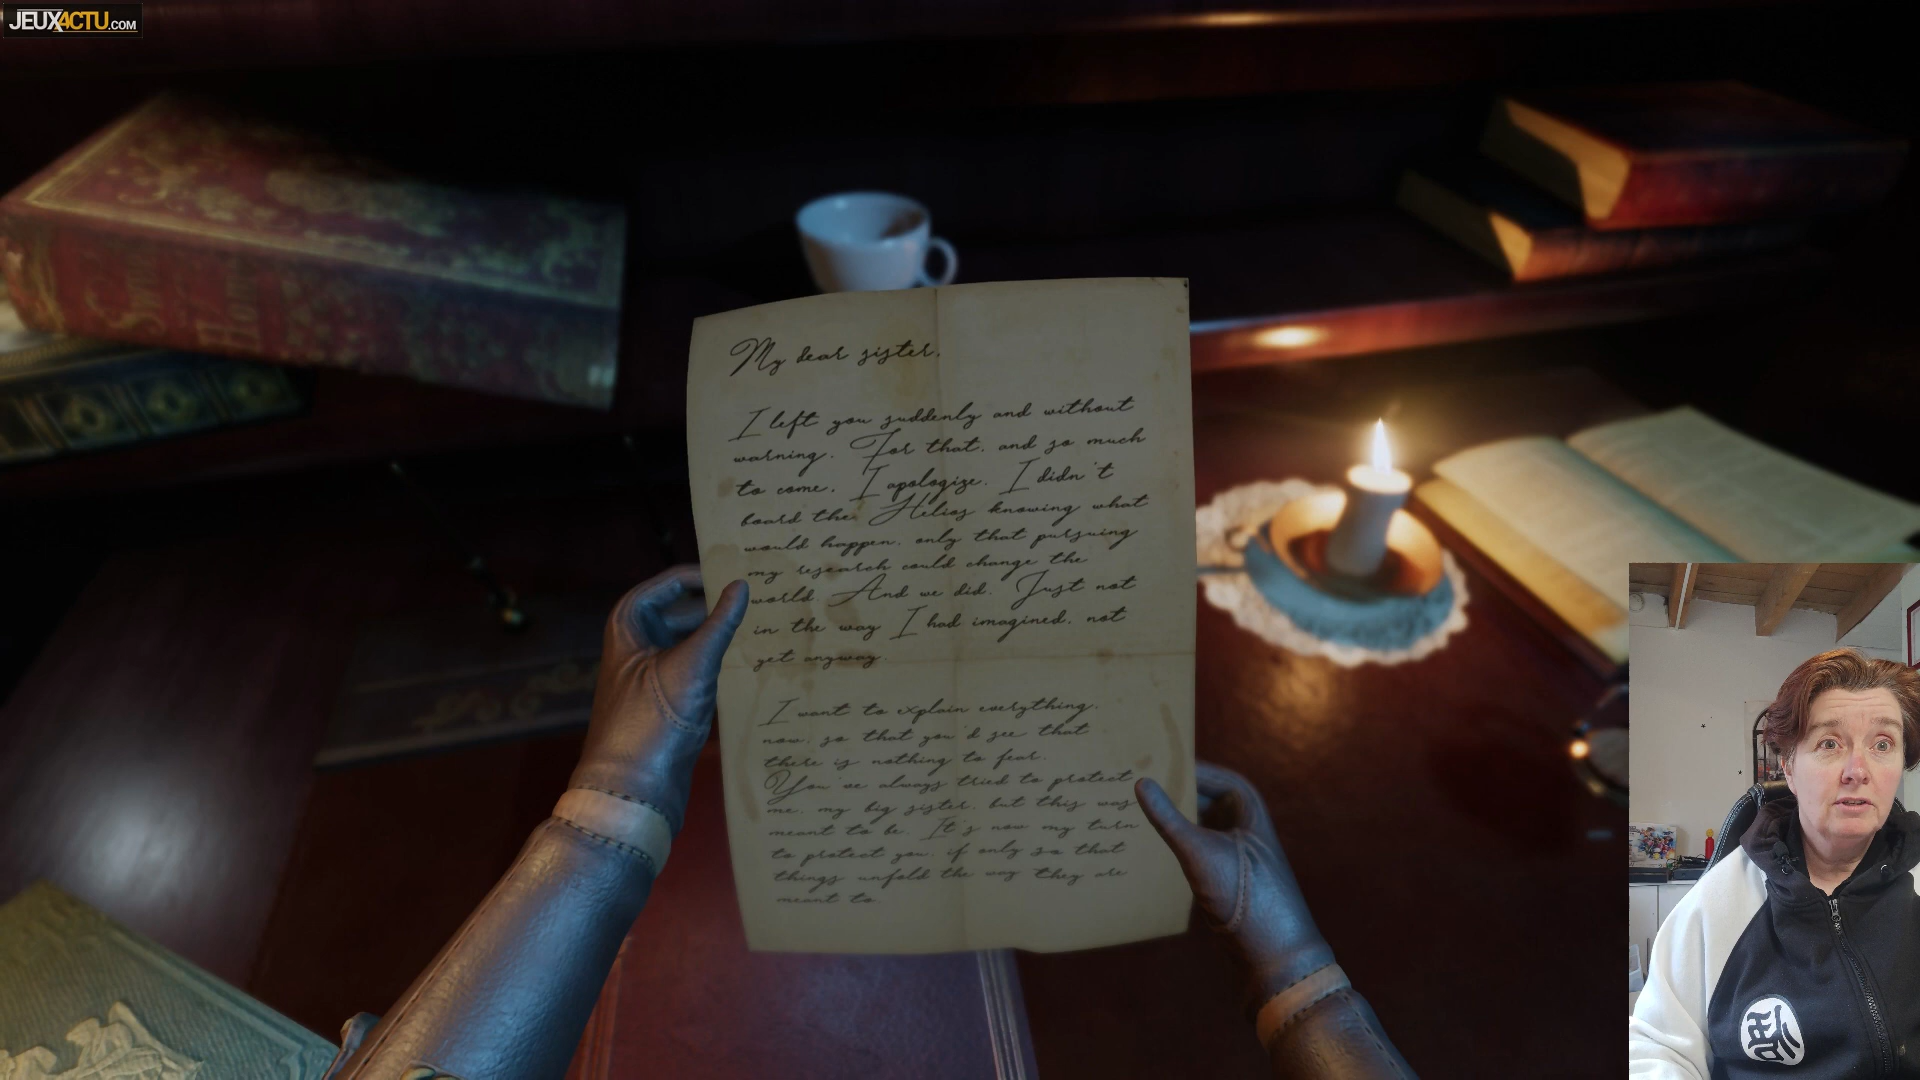 JEUXACTU.COM
My dear sister,
I left you suddenly and without
warning. For that, and so much
to come, I apologize. I didn't
board the Helios knowing what
would happen, only that pursuing
my research could change the
world. And we did. Just not
in the way I had imagined, not
yet anyway.
I want to explain everything,
now, so that you'd see that
there is nothing to fear.
You've always tried to protect
me, my big sister, but this was
meant to be. It's now my turn
to protect you, if only so that
things unfold the way they are
meant to.